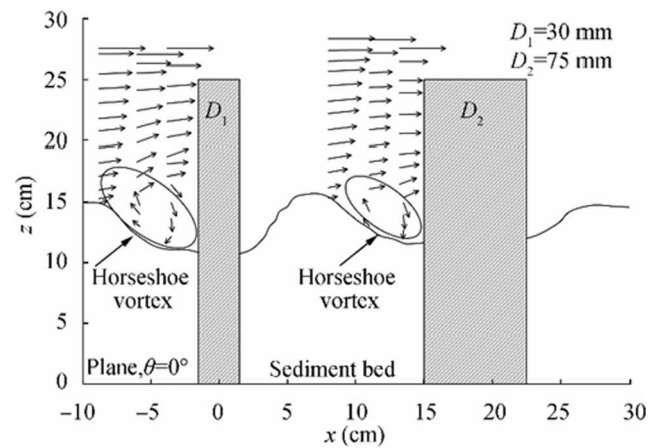 30
25
20
15
10
5
0
z (cm)
D₁=30 mm
D₂=75 mm
D₁
D₂
Horseshoe
vortex
Horseshoe
vortex
Plane,θ=0°
Sediment bed
−10 −5 0 5 10 15 20 25 30
x (cm)